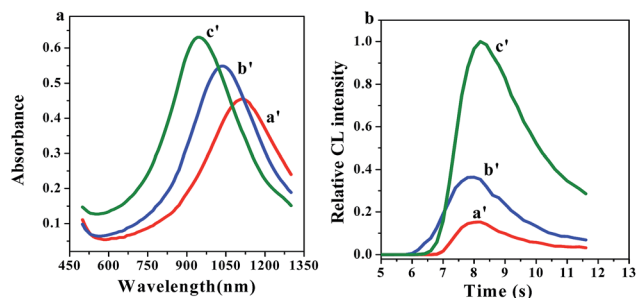 a
Absorbance
0.6
0.5
0.4
0.3
0.2
0.1
c'
b'
a'
450 600 750 900 1050 1200 1300
Wavelength(nm)
b
Relative CL intensity
1.0
0.8
0.6
0.4
0.2
0.0
c'
b'
a'
5 6 7 8 9 10 11 12 13
Time (s)